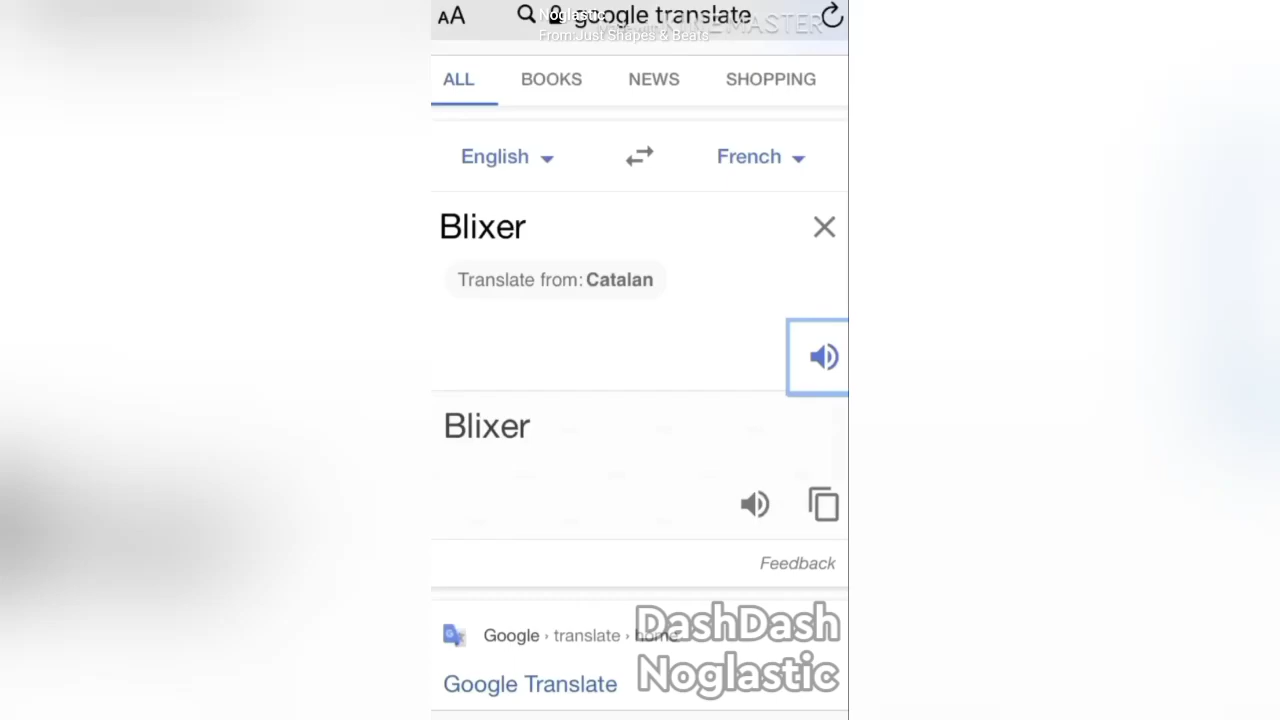 AA google translate
Noglastic
From:Just Shapes & Beats
ALL BOOKS NEWS SHOPPING
English French
Blixer
Translate from: Catalan
Blixer
Feedback
Google › translate › home
DashDash
Noglastic
Google Translate